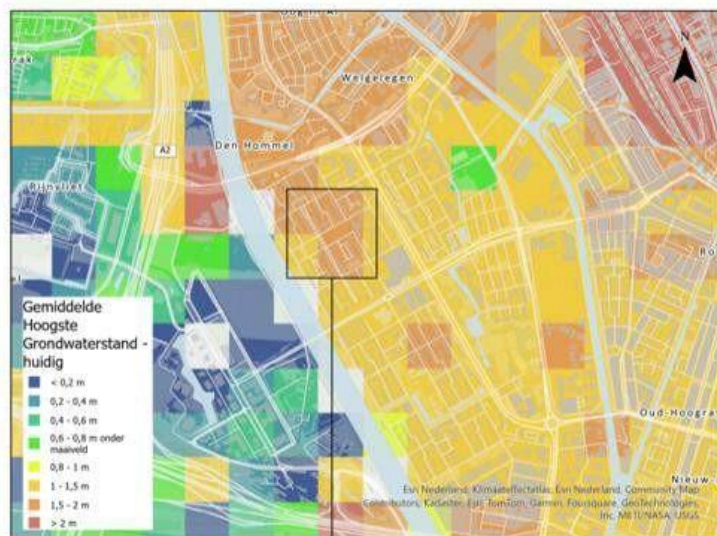 N
Welgelegen
Den Hommel
A2
Rijnvliet
Gemiddelde
Hoogste
Grondwaterstand -
huidig
< 0,2 m
0,2 - 0,4 m
0,4 - 0,6 m
0,6 - 0,8 m onder
maaiveld
0,8 - 1 m
1 - 1,5 m
1,5 - 2 m
> 2 m
Oud-Hoogra
Nieuw-
Esri Nederland, Klimaateffectatlas, Esri Nederland, Community Map
Contributors, Kadaster, Esri, TomTom, Garmin, Foursquare, GeoTechnologies,
Inc, METI/NASA, USGS